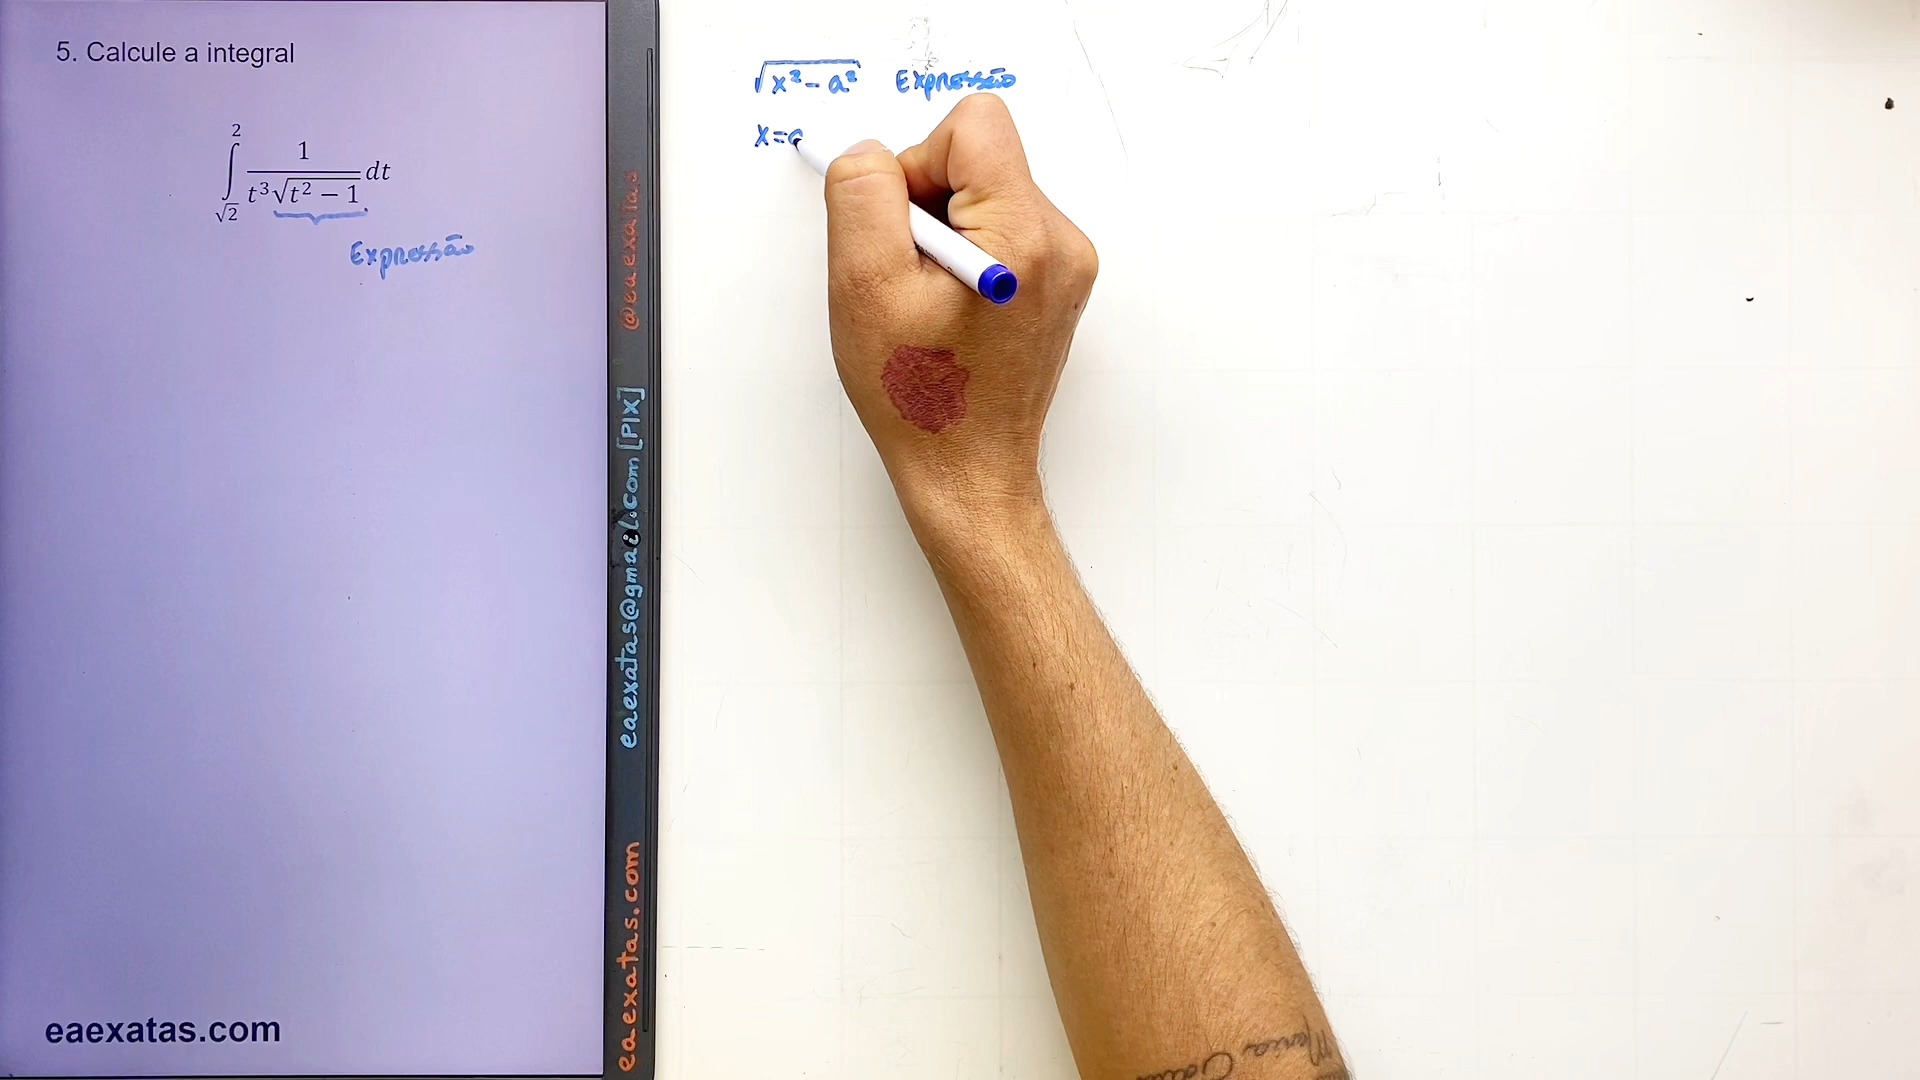 5. Calcule a integral
2
∫ 1 / (t³√(t² − 1)) dt
√2
Expressão
eaexatas.com
@eaexatas
eaexatas@gmail.com [PIX]
eaexatas.com
√(x² − a²) Expressão
x=a